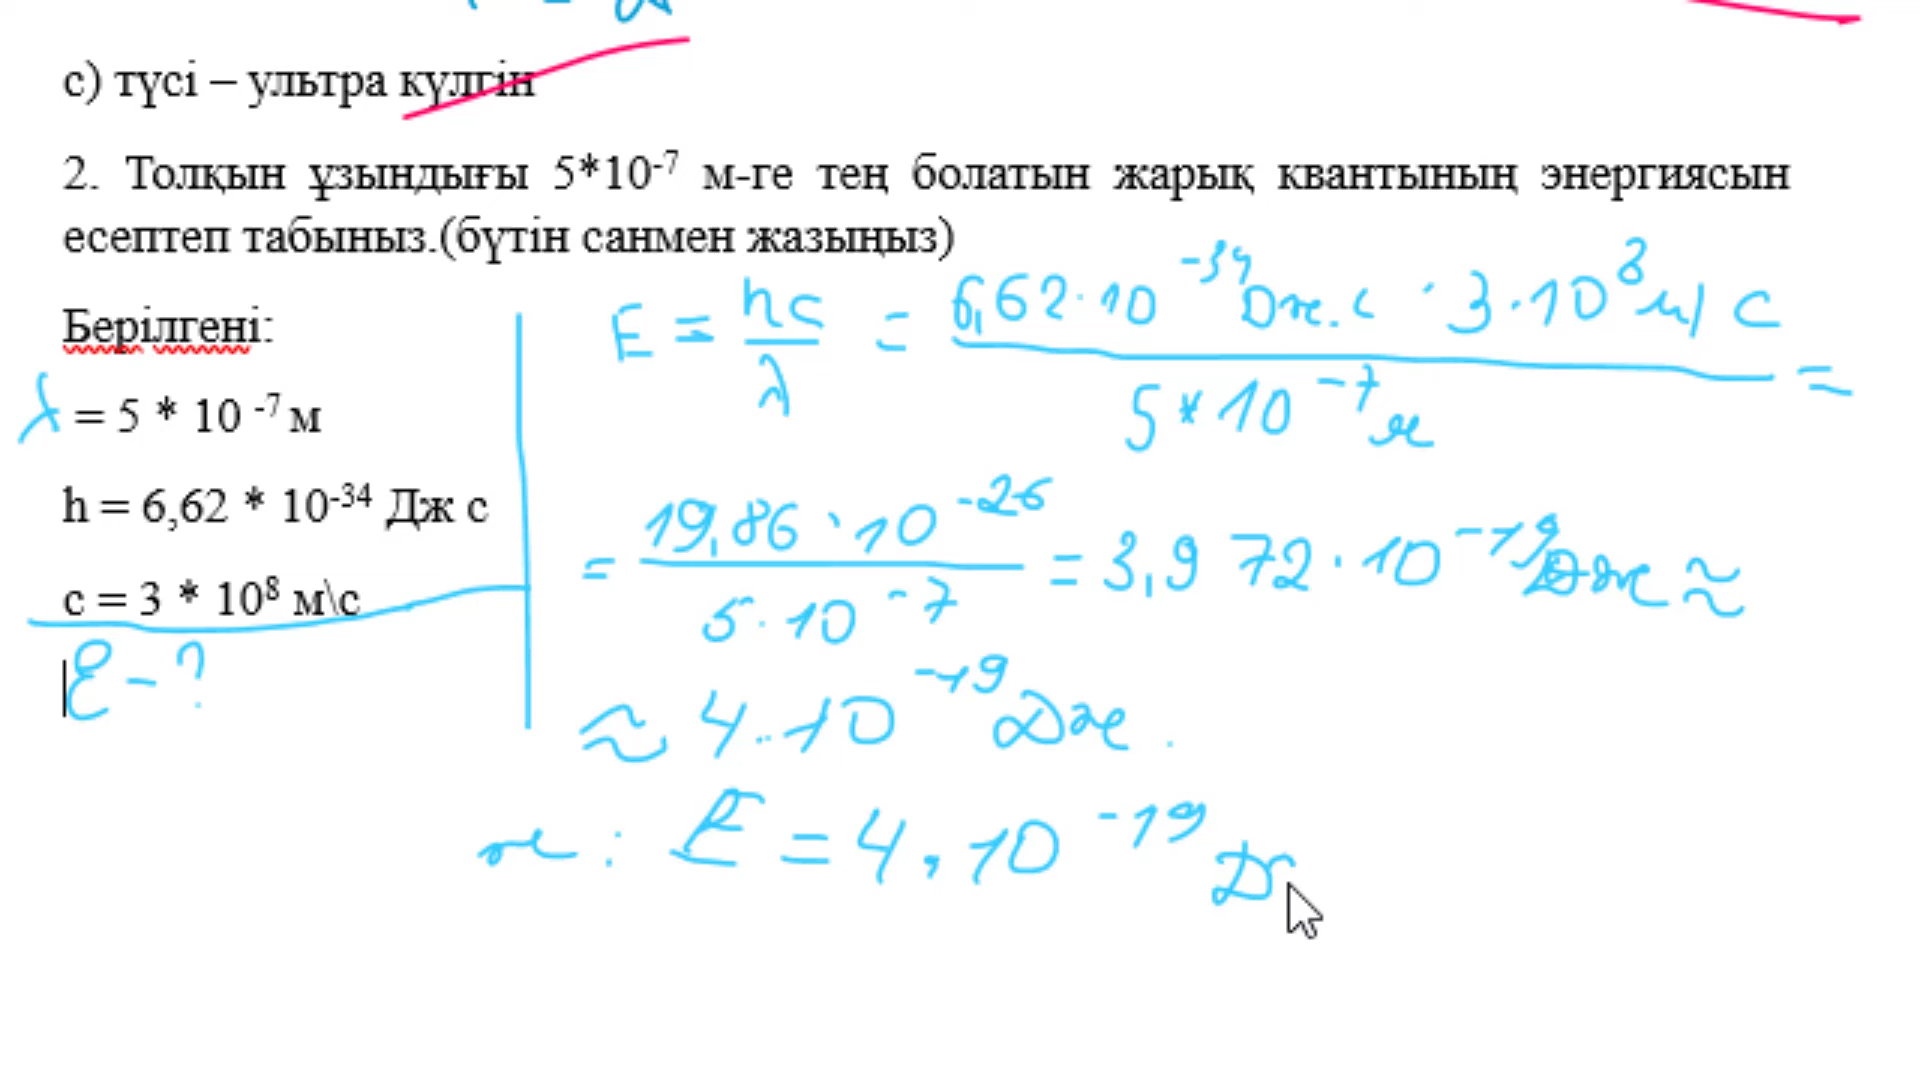 c) түсі – ультра күлгін
2. Толқын ұзындығы 5*10⁻⁷ м-ге тең болатын жарық квантының энергиясын
есептеп табыныз.(бүтін санмен жазыңыз)
Берілгені:
λ = 5 * 10 ⁻⁷ м
h = 6,62 * 10⁻³⁴ Дж с
c = 3 * 10⁸ м\с
E - ?
E = hc/λ = 6,62·10⁻³⁴ Дж·с · 3·10⁸ м/с / 5*10⁻⁷ м =
= 19,86·10⁻²⁶ / 5·10⁻⁷ = 3,972·10⁻¹⁹ Дж ≈
≈ 4·10⁻¹⁹ Дж.
ж: E = 4·10⁻¹⁹ Д